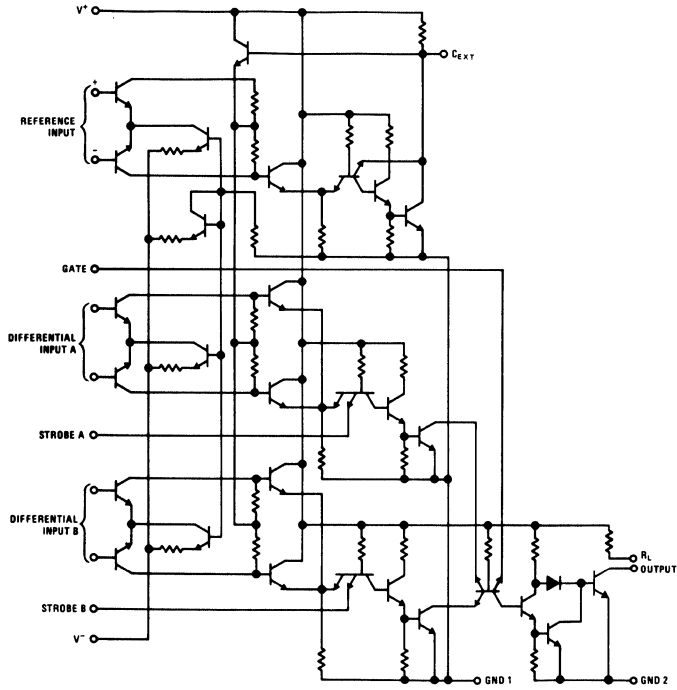 V+
CEXT
+
REFERENCE
INPUT
−
GATE
DIFFERENTIAL
INPUT A
STROBE A
DIFFERENTIAL
INPUT B
RL
OUTPUT
STROBE B
V−
GND 1
GND 2